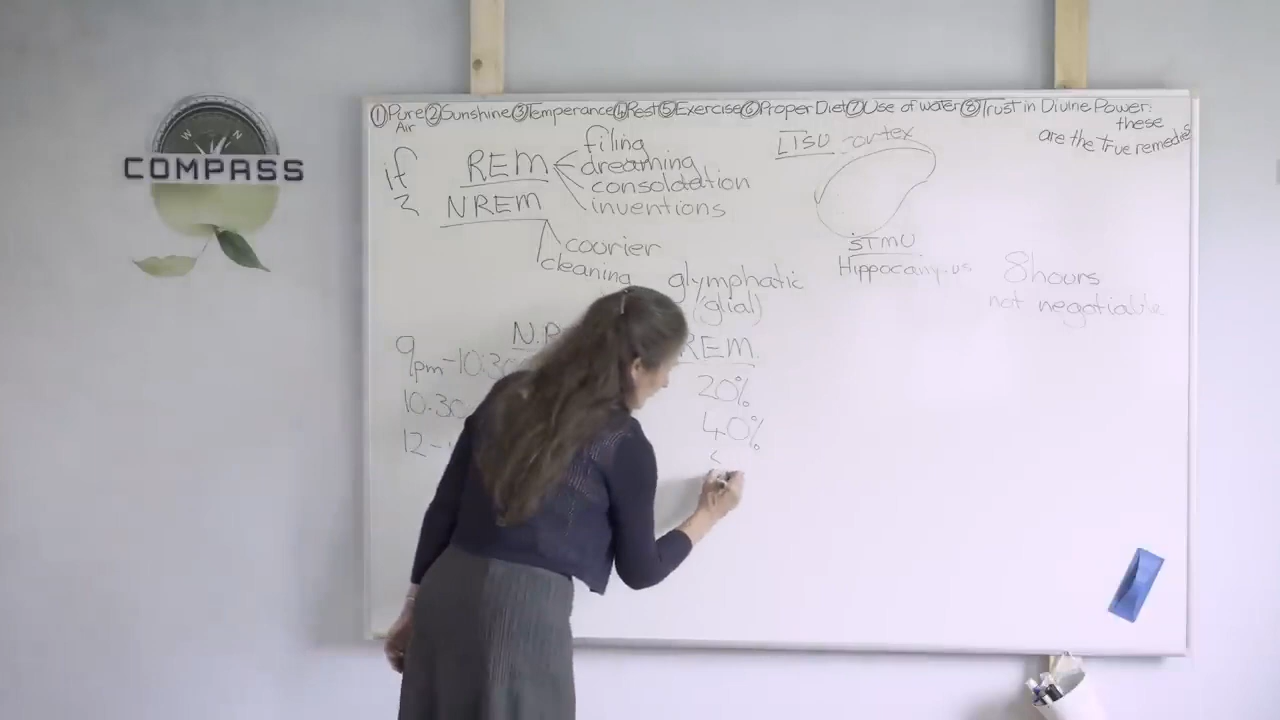 W N
COMPASS
①Pure Air ②Sunshine ③Temperance ④Rest ⑤Exercise ⑥Proper Diet ⑦Use of water ⑧Trust in Divine Power:
these
are the True remedies
if
2
REM
NREM
filing
dreaming
consoldation
inventions
courier
cleaning
glymphatic
(glial)
LTSU cortex
STMU
8 hours
not negotiable
REM
9pm-10:30
20%
10.30
40%
12-